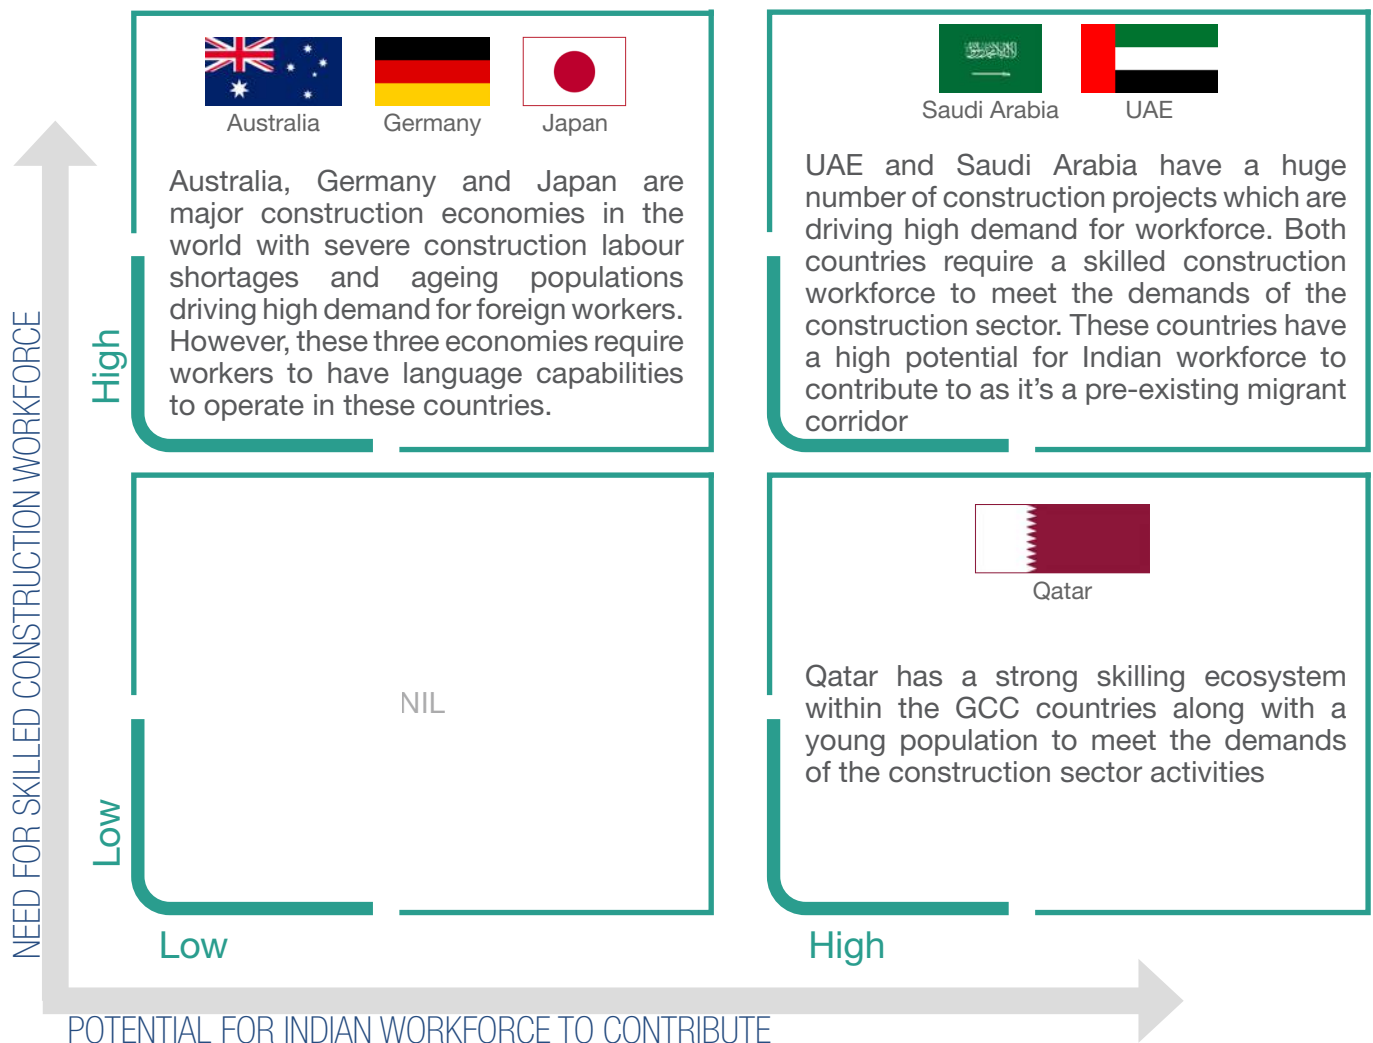 Australia
Germany
Japan
Australia, Germany and Japan are
major construction economies in the
world with severe construction labour
shortages and ageing populations
driving high demand for foreign workers.
However, these three economies require
workers to have language capabilities
to operate in these countries.
Saudi Arabia
UAE
UAE and Saudi Arabia have a huge
number of construction projects which are
driving high demand for workforce. Both
countries require a skilled construction
workforce to meet the demands of the
construction sector. These countries have
a high potential for Indian workforce to
contribute to as it's a pre-existing migrant
corridor
NIL
Qatar
Qatar has a strong skilling ecosystem
within the GCC countries along with a
young population to meet the demands
of the construction sector activities
NEED FOR SKILLED CONSTRUCTION WORKFORCE
High
Low
Low
High
POTENTIAL FOR INDIAN WORKFORCE TO CONTRIBUTE